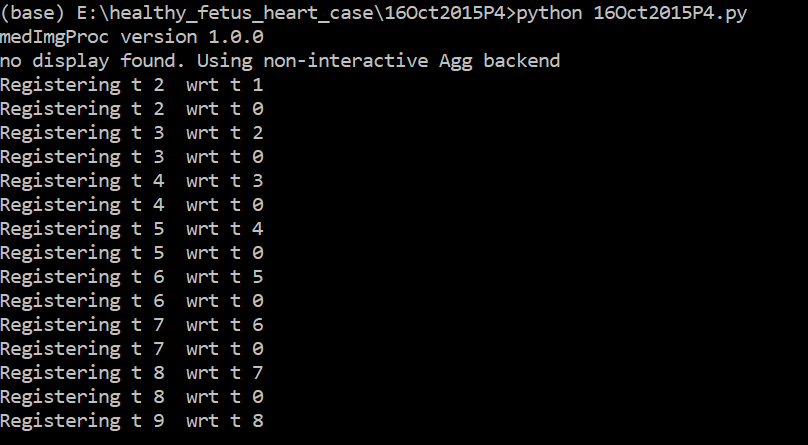 (base) E:\healthy_fetus_heart_case\16Oct2015P4>python 16Oct2015P4.py
medImgProc version 1.0.0
no display found. Using non-interactive Agg backend
Registering t 2  wrt t 1
Registering t 2  wrt t 0
Registering t 3  wrt t 2
Registering t 3  wrt t 0
Registering t 4  wrt t 3
Registering t 4  wrt t 0
Registering t 5  wrt t 4
Registering t 5  wrt t 0
Registering t 6  wrt t 5
Registering t 6  wrt t 0
Registering t 7  wrt t 6
Registering t 7  wrt t 0
Registering t 8  wrt t 7
Registering t 8  wrt t 0
Registering t 9  wrt t 8